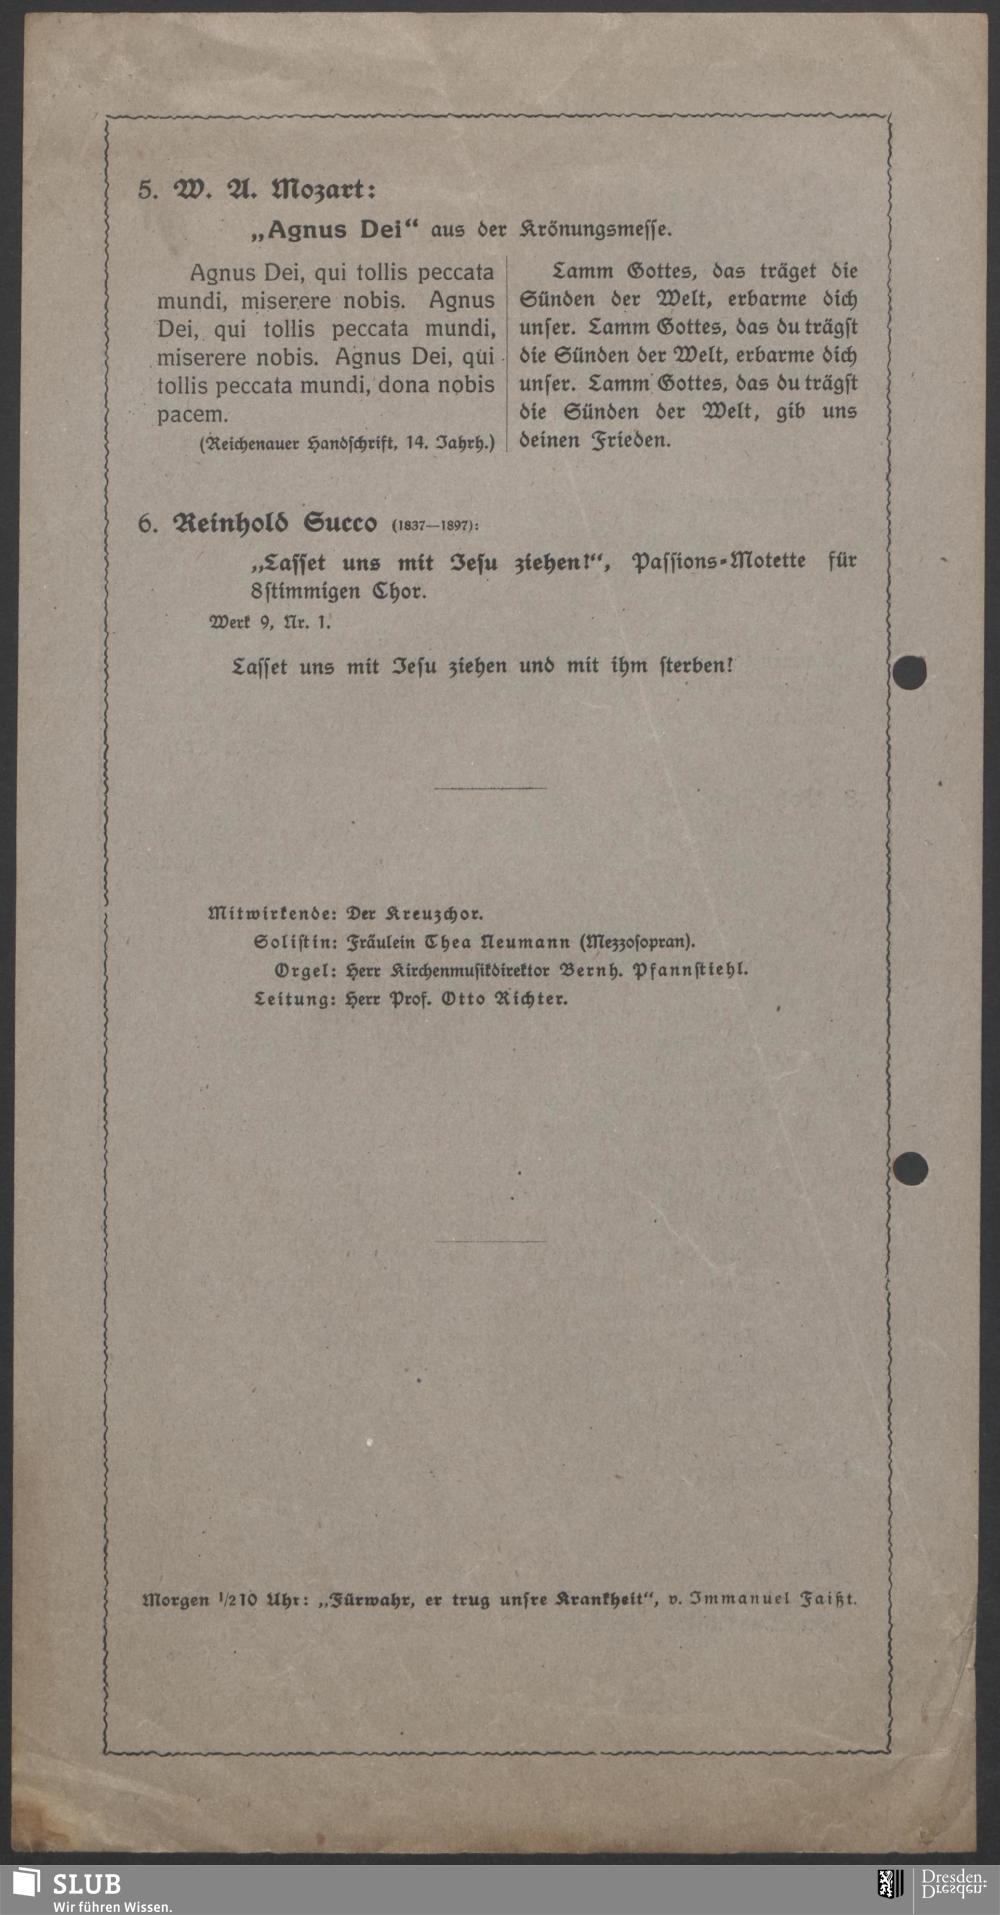 5. W. A. Mozart:
„Agnus Dei“ aus der Krönungsmesse.
Agnus Dei, qui tollis peccata
mundi, miserere nobis. Agnus
Dei, qui tollis peccata mundi,
miserere nobis. Agnus Dei, qui
tollis peccata mundi, dona nobis
pacem.
(Reichenauer Handschrift, 14. Jahrh.)
Lamm Gottes, das träget die
Sünden der Welt, erbarme dich
unser. Lamm Gottes, das du trägst
die Sünden der Welt, erbarme dich
unser. Lamm Gottes, das du trägst
die Sünden der Welt, gib uns
deinen Frieden.
6. Reinhold Succo (1837—1897):
„Lasset uns mit Jesu ziehen!“, Passions-Motette für
8stimmigen Chor.
Werk 9, Nr. 1.
Lasset uns mit Jesu ziehen und mit ihm sterben!
Mitwirkende: Der Kreuzchor.
Solistin: Fräulein Thea Neumann (Mezzosopran).
Orgel: Herr Kirchenmusikdirektor Bernh. Pfannstiehl.
Leitung: Herr Prof. Otto Richter.
Morgen 1/2 10 Uhr: „Fürwahr, er trug unsre Krankheit“, v. Immanuel Faißt.
SLUB
Wir führen Wissen.
Dresden.
Dresden.